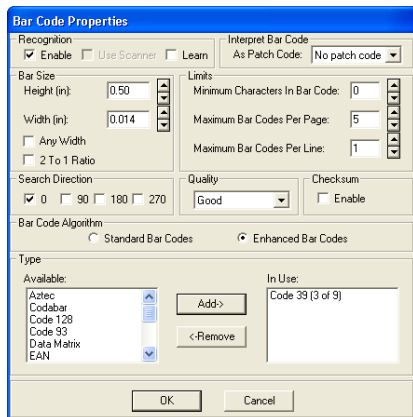 Bar Code Properties
Recognition
Enable Use Scanner Learn
Interpret Bar Code
As Patch Code: No patch code
Bar Size
Height (in): 0.50
Width (in): 0.014
Any Width
2 To 1 Ratio
Limits
Minimum Characters In Bar Code: 0
Maximum Bar Codes Per Page: 5
Maximum Bar Codes Per Line: 1
Search Direction
0 90 180 270
Quality
Good
Checksum
Enable
Bar Code Algorithm
Standard Bar Codes Enhanced Bar Codes
Type
Available:
Aztec
Codabar
Code 128
Code 93
Data Matrix
EAN
Add->
<-Remove
In Use:
Code 39 (3 of 9)
OK Cancel